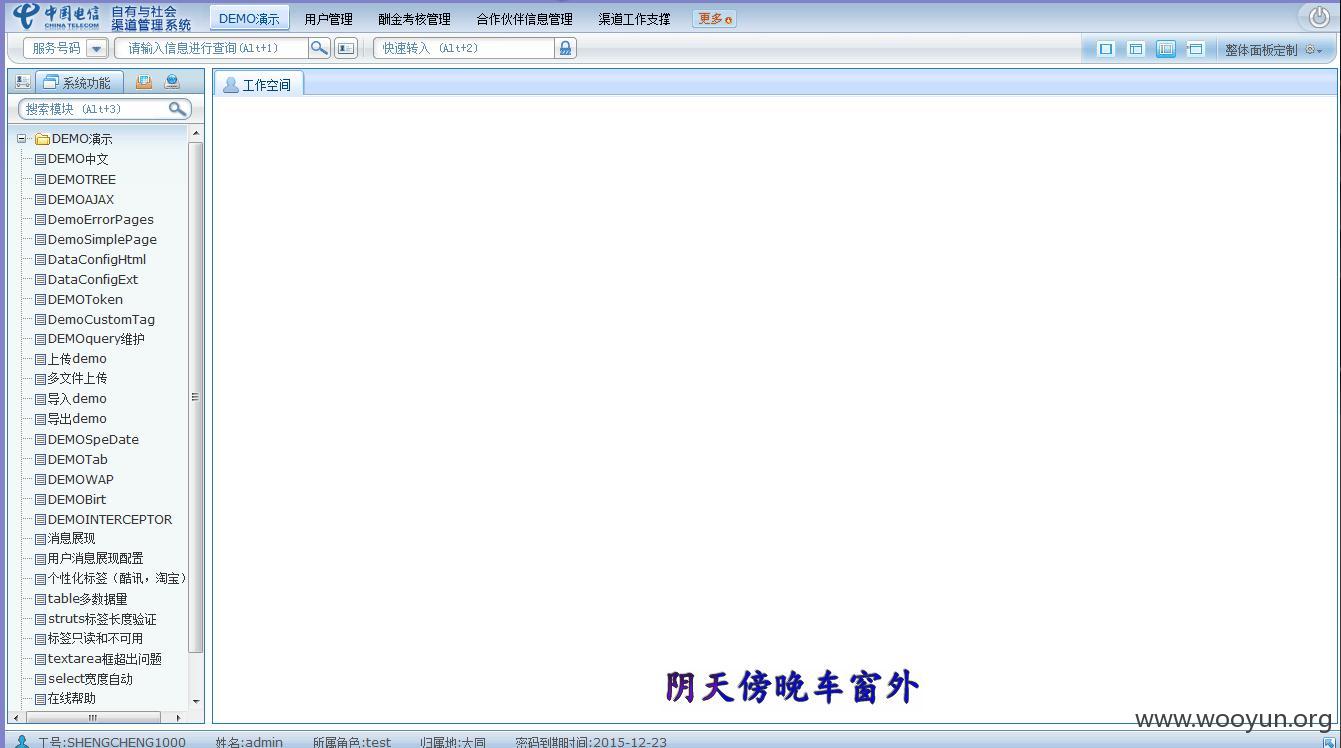 中国电信 CHINA TELECOM 自有与社会渠道管理系统
DEMO演示 用户管理 酬金考核管理 合作伙伴信息管理 渠道工作支撑 更多
服务号码 请输入信息进行查询(Alt+1) 快速转入 (Alt+2) 整体面板定制
系统功能 工作空间
搜索模块 (Alt+3)
DEMO演示
DEMO中文
DEMOTREE
DEMOAJAX
DemoErrorPages
DemoSimplePage
DataConfigHtml
DataConfigExt
DEMOToken
DemoCustomTag
DEMOquery维护
上传demo
多文件上传
导入demo
导出demo
DEMOSpeDate
DEMOTab
DEMOWAP
DEMOBirt
DEMOINTERCEPTOR
消息展现
用户消息展现配置
个性化标签（酷讯，淘宝）
table多数据量
struts标签长度验证
标签只读和不可用
textarea框超出问题
select宽度自动
在线帮助
阴天傍晚车窗外
www.wooyun.org
工号:SHENGCHENG1000 姓名:admin 所属角色:test 归属地:大同 密码到期时间:2015-12-23